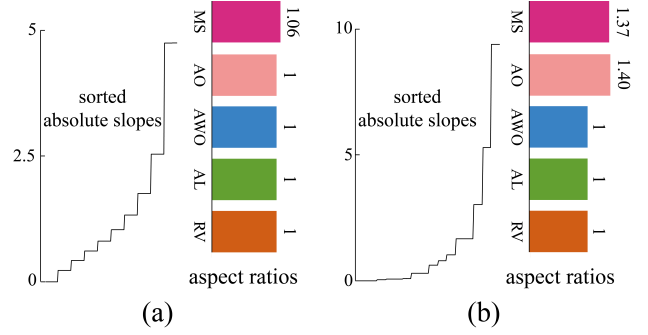 5
2.5
0
sorted
absolute slopes
MS
1.06
AO
1
AWO
1
AL
1
RV
1
aspect ratios
(a)
10
5
0
sorted
absolute slopes
MS
1.37
AO
1.40
AWO
1
AL
1
RV
1
aspect ratios
(b)